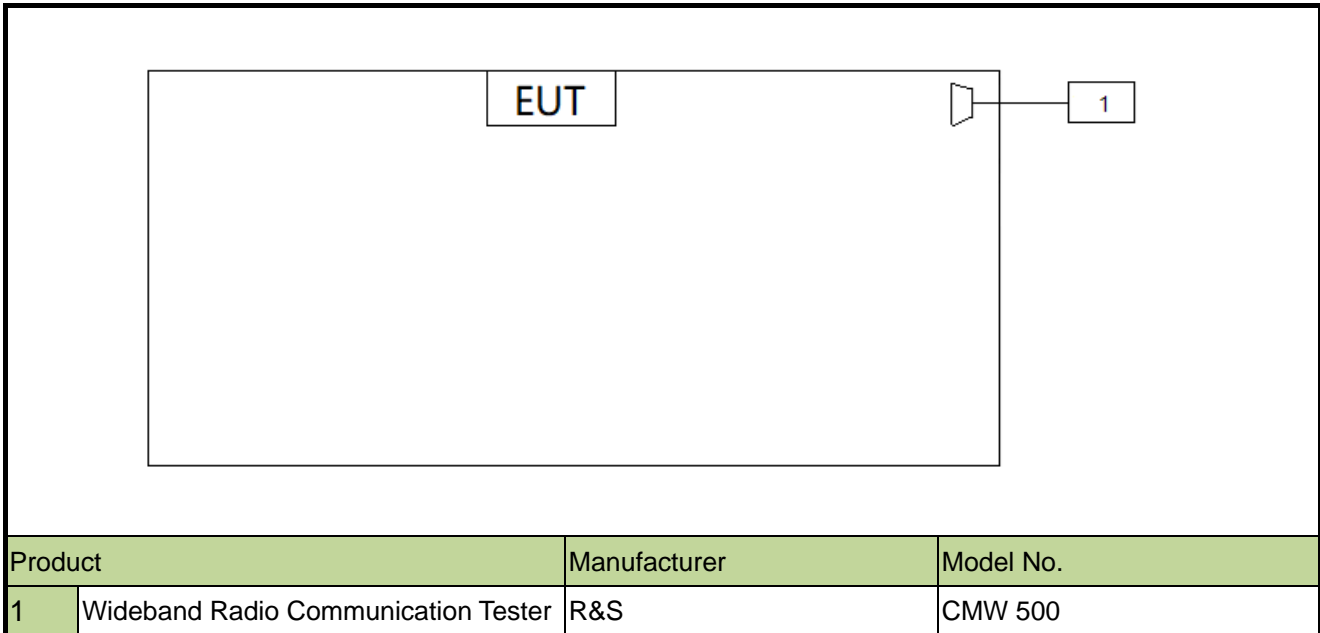 EUT
1
Product Manufacturer Model No.
1 Wideband Radio Communication Tester R&S CMW 500